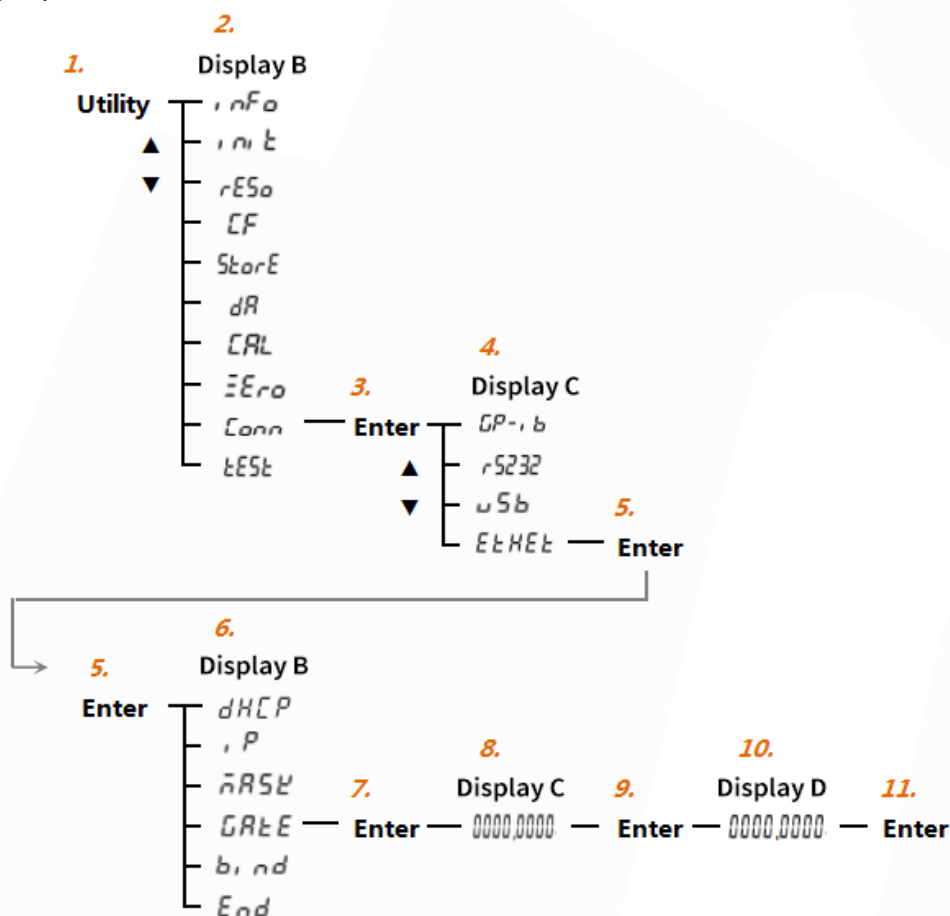 2.
Display B
1.
Utility
inFo
init
rESo
CF
StorE
dA
CAL
ZEro
Conn
tESt
▲
▼
3.
Enter
▲
▼
4.
Display C
GP-ib
rS232
uSb
EtHEt
5.
Enter
5.
Enter
6.
Display B
dHCP
iP
MASK
GAtE
bind
End
7.
Enter
8.
Display C
0000,0000.
9.
Enter
10.
Display D
0000,0000.
11.
Enter